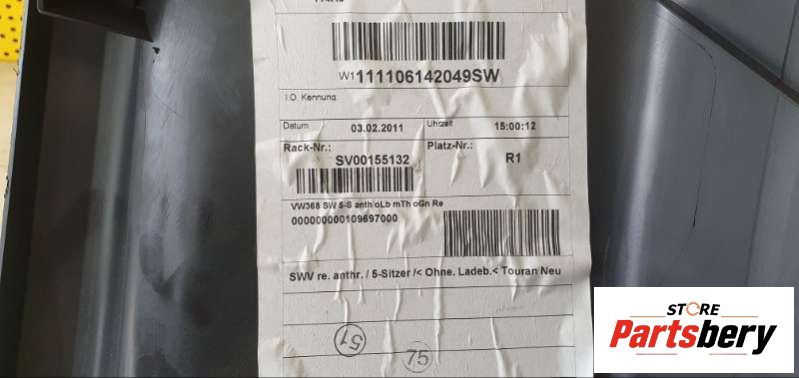 W1111106142049SW
I.D. Kennung:
Datum 03.02.2011 Uhrzeit 15:00:12
Rack-Nr.: SV00155132 Platz-Nr.: R1
VW368 SW 5-S anth oLb mTh oGn Re
000000000109697000
SWV re. anthr. / 5-Sitzer /< Ohne. Ladeb.< Touran Neu
51
75
STORE
Partsbery